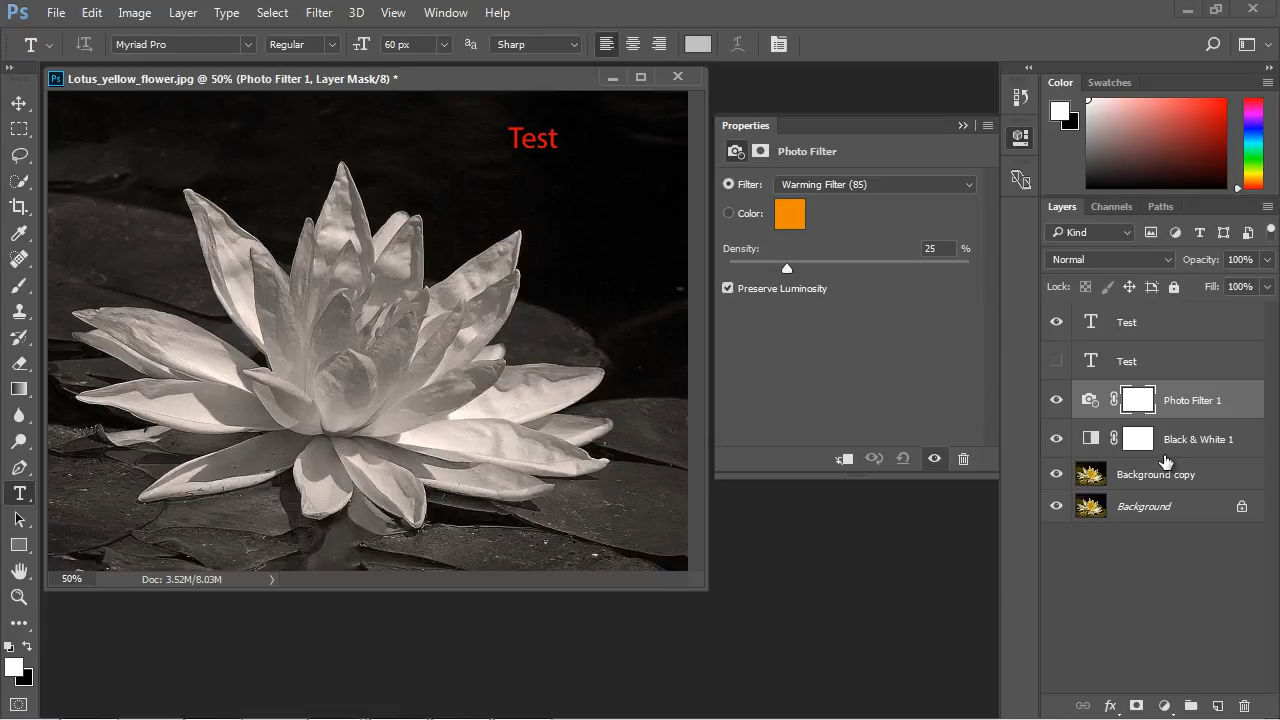 Ps File Edit Image Layer Type Select Filter 3D View Window Help
T Myriad Pro Regular 60 px aa Sharp
Ps Lotus_yellow_flower.jpg @ 50% (Photo Filter 1, Layer Mask/8) *
Test
50% Doc: 3.52M/8.03M
Properties
Photo Filter
Filter: Warming Filter (85)
Color:
Density: 25 %
Preserve Luminosity
Color Swatches
Layers Channels Paths
Kind
Normal Opacity: 100%
Lock: Fill: 100%
T Test
T Test
Photo Filter 1
Black & White 1
Background copy
Background
fx